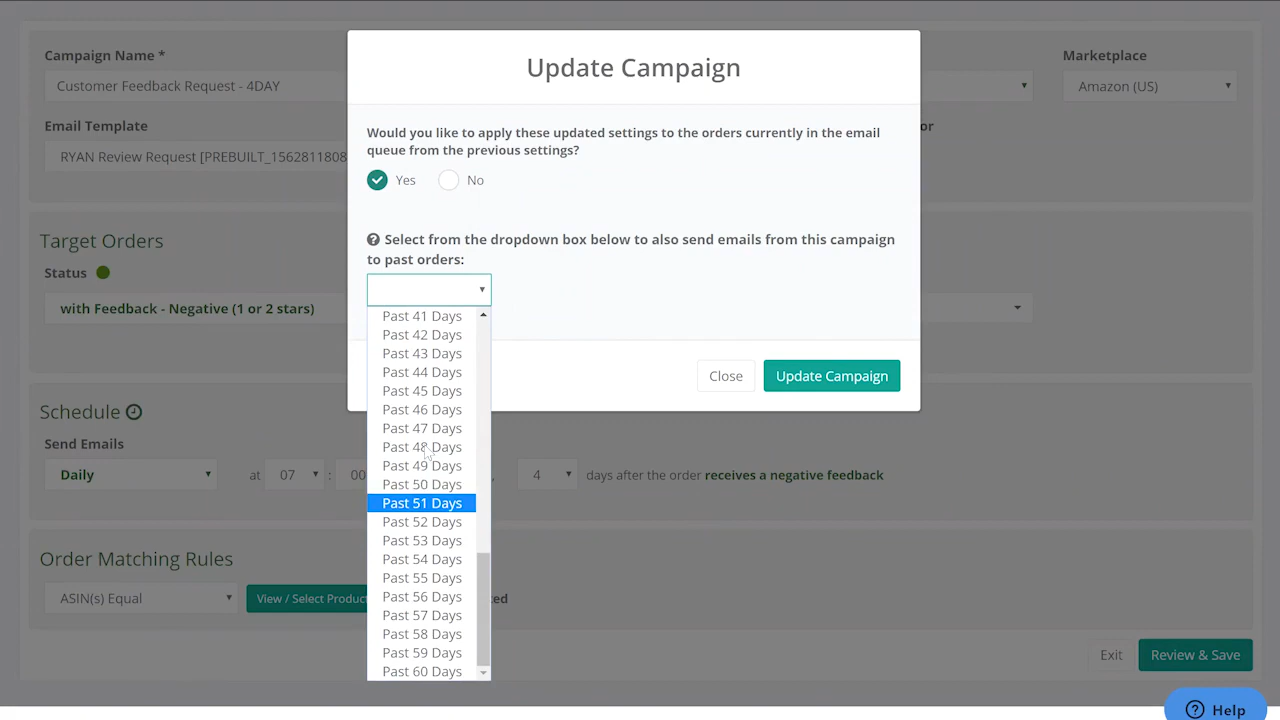 Update Campaign
Would you like to apply these updated settings to the orders currently in the email
queue from the previous settings?
Yes
No
Select from the dropdown box below to also send emails from this campaign
to past orders:
Past 41 Days
Past 42 Days
Past 43 Days
Past 44 Days
Past 45 Days
Past 46 Days
Past 47 Days
Past 48 Days
Past 49 Days
Past 50 Days
Past 51 Days
Past 52 Days
Past 53 Days
Past 54 Days
Past 55 Days
Past 56 Days
Past 57 Days
Past 58 Days
Past 59 Days
Past 60 Days
Close
Update Campaign
Campaign Name *
Customer Feedback Request - 4DAY
Marketplace
Amazon (US)
Email Template
RYAN Review Request [PREBUILT_1562811808
Target Orders
Status
with Feedback - Negative (1 or 2 stars)
Schedule
Send Emails
Daily
at
07
:
00
4
days after the order receives a negative feedback
Order Matching Rules
ASIN(s) Equal
View / Select Product
Exit
Review & Save
Help